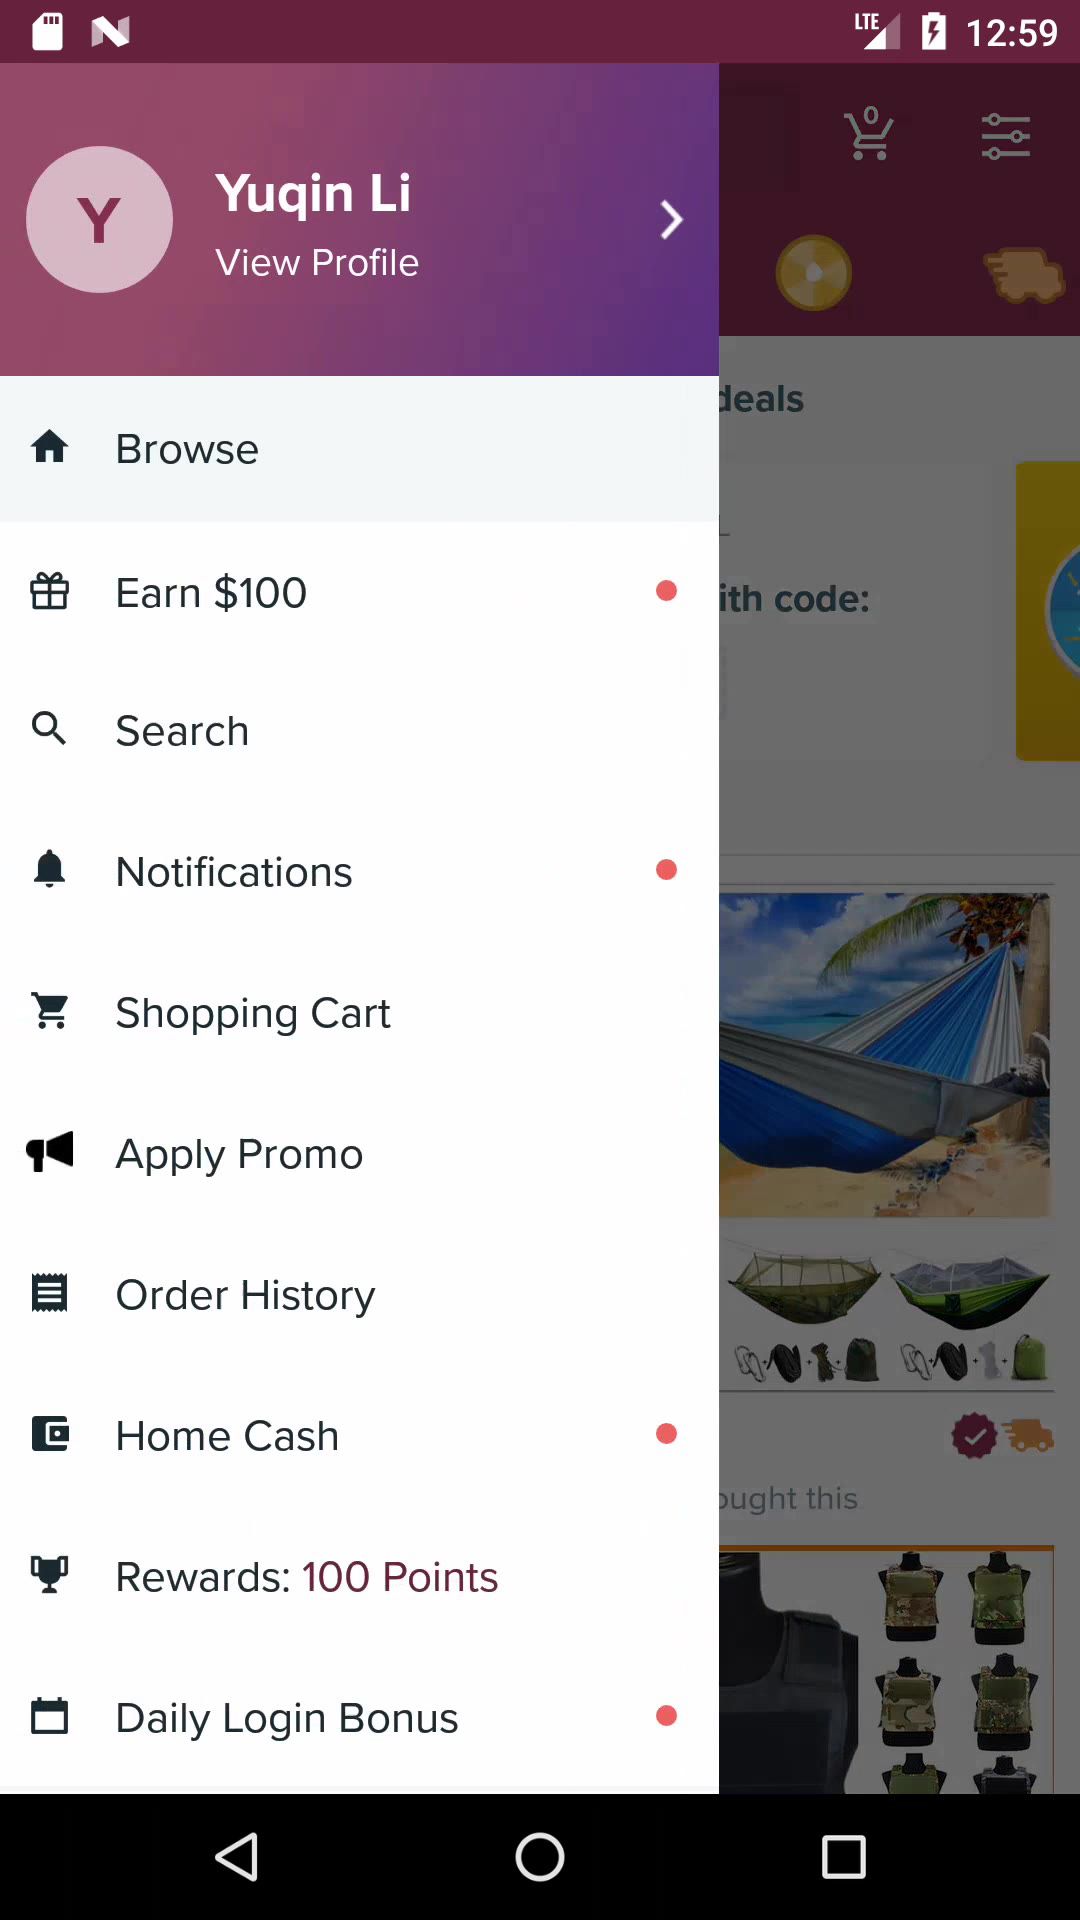 LTE 12:59
Y
Yuqin Li
View Profile
0
Browse
deals
Earn $100
ith code:
Search
Notifications
Shopping Cart
Apply Promo
Order History
Home Cash
ought this
Rewards: 100 Points
Daily Login Bonus